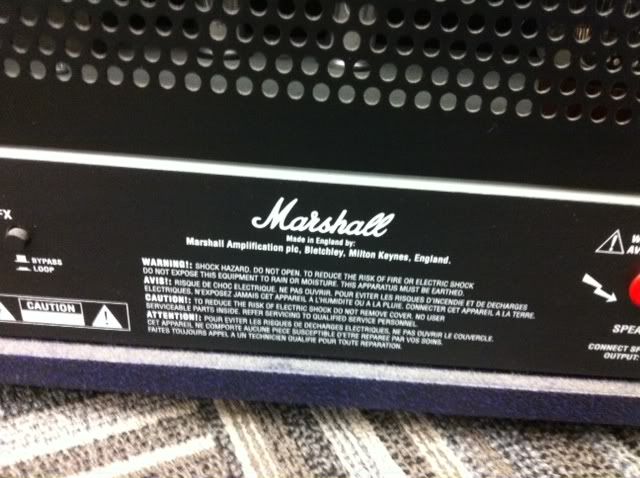 Marshall
Made in England by:
Marshall Amplification plc, Bletchley, Milton Keynes, England.
WARNING!: SHOCK HAZARD. DO NOT OPEN. TO REDUCE THE RISK OF FIRE OR ELECTRIC SHOCK
DO NOT EXPOSE THIS EQUIPMENT TO RAIN OR MOISTURE. THIS APPARATUS MUST BE EARTHED.
AVIS!: RISQUE DE CHOC ELECTRIQUE. NE PAS OUVRIR. POUR EVITER LES RISQUES D'INCENDIE ET DE DECHARGES
ELECTRIQUES, N'EXPOSEZ JAMAIS CET APPAREIL A L'HUMIDITE OU A LA PLUIE. CONNECTER CET APPAREIL A LA TERRE.
CAUTION!: TO REDUCE THE RISK OF ELECTRIC SHOCK DO NOT REMOVE COVER. NO USER
SERVICEABLE PARTS INSIDE. REFER SERVICING TO QUALIFIED SERVICE PERSONNEL.
ATTENTION!: POUR EVITER LES RISQUES DE DECHARGES ELECTRIQUES, NE PAS OUVRIR LE COUVERCLE.
CET APPAREIL NE COMPORTE AUCUNE PIECE SUSCEPTIBLE D'ETRE REPAREE PAR VOS SOINS.
FAITES TOUJOURS APPEL A UN TECHNICIEN QUALIFIE POUR TOUTE REPARATION.
FX
BYPASS
LOOP
CAUTION
W
AV
SPEA
CONNECT SP
OUTPUT: